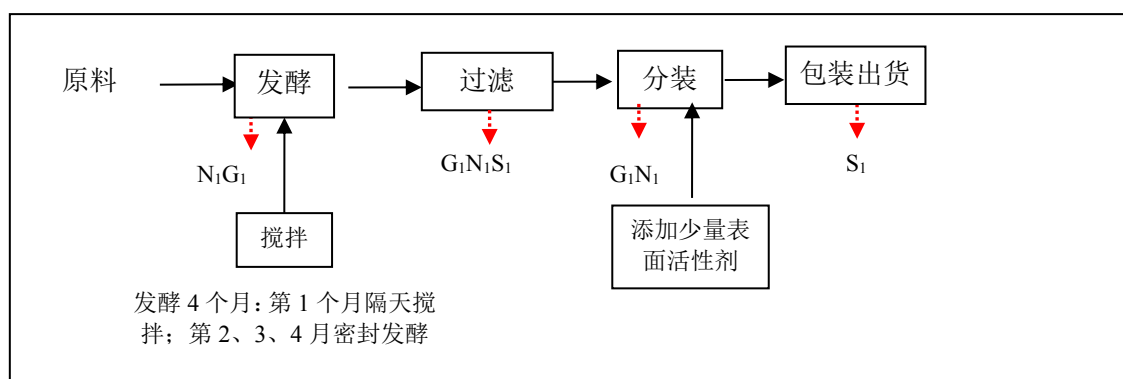 原料
发酵
过滤
分装
包装出货
N₁G₁
G₁N₁S₁
G₁N₁
S₁
搅拌
添加少量表
面活性剂
发酵 4 个月：第 1 个月隔天搅
拌；第 2、3、4 月密封发酵